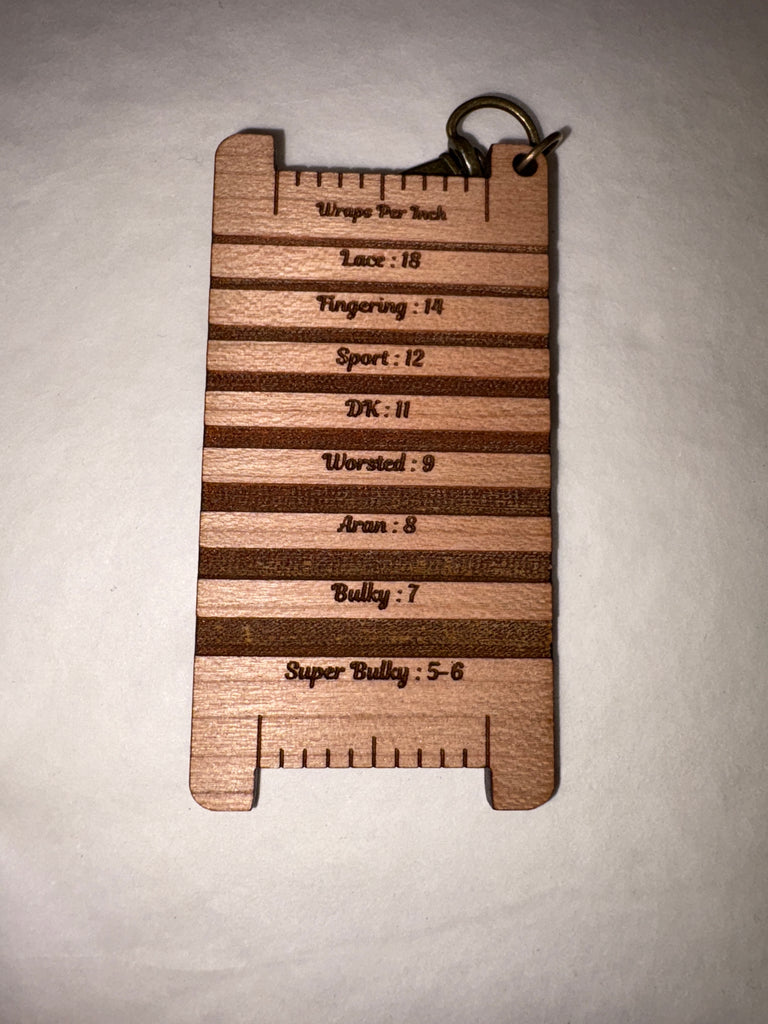 Wraps Per Inch
Lace : 18
Fingering : 14
Sport : 12
DK : 11
Worsted : 9
Aran : 8
Bulky : 7
Super Bulky : 5-6